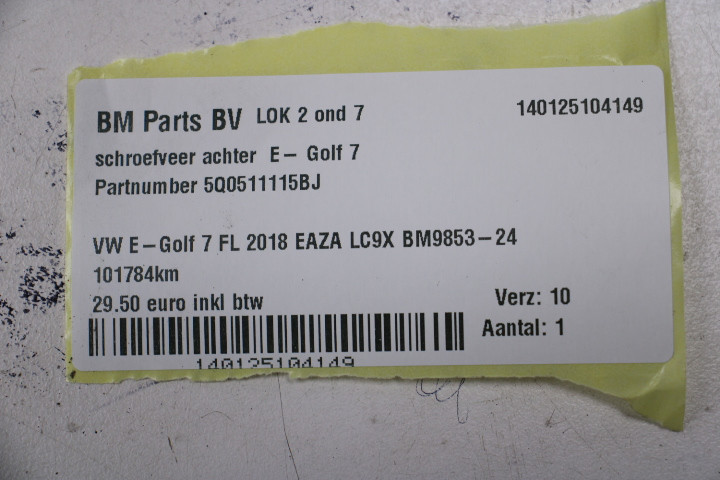 BM Parts BV LOK 2 ond 7 140125104149
schroefveer achter E- Golf 7
Partnumber 5Q0511115BJ
VW E-Golf 7 FL 2018 EAZA LC9X BM9853-24
101784km
29.50 euro inkl btw Verz: 10
Aantal: 1
140125104149